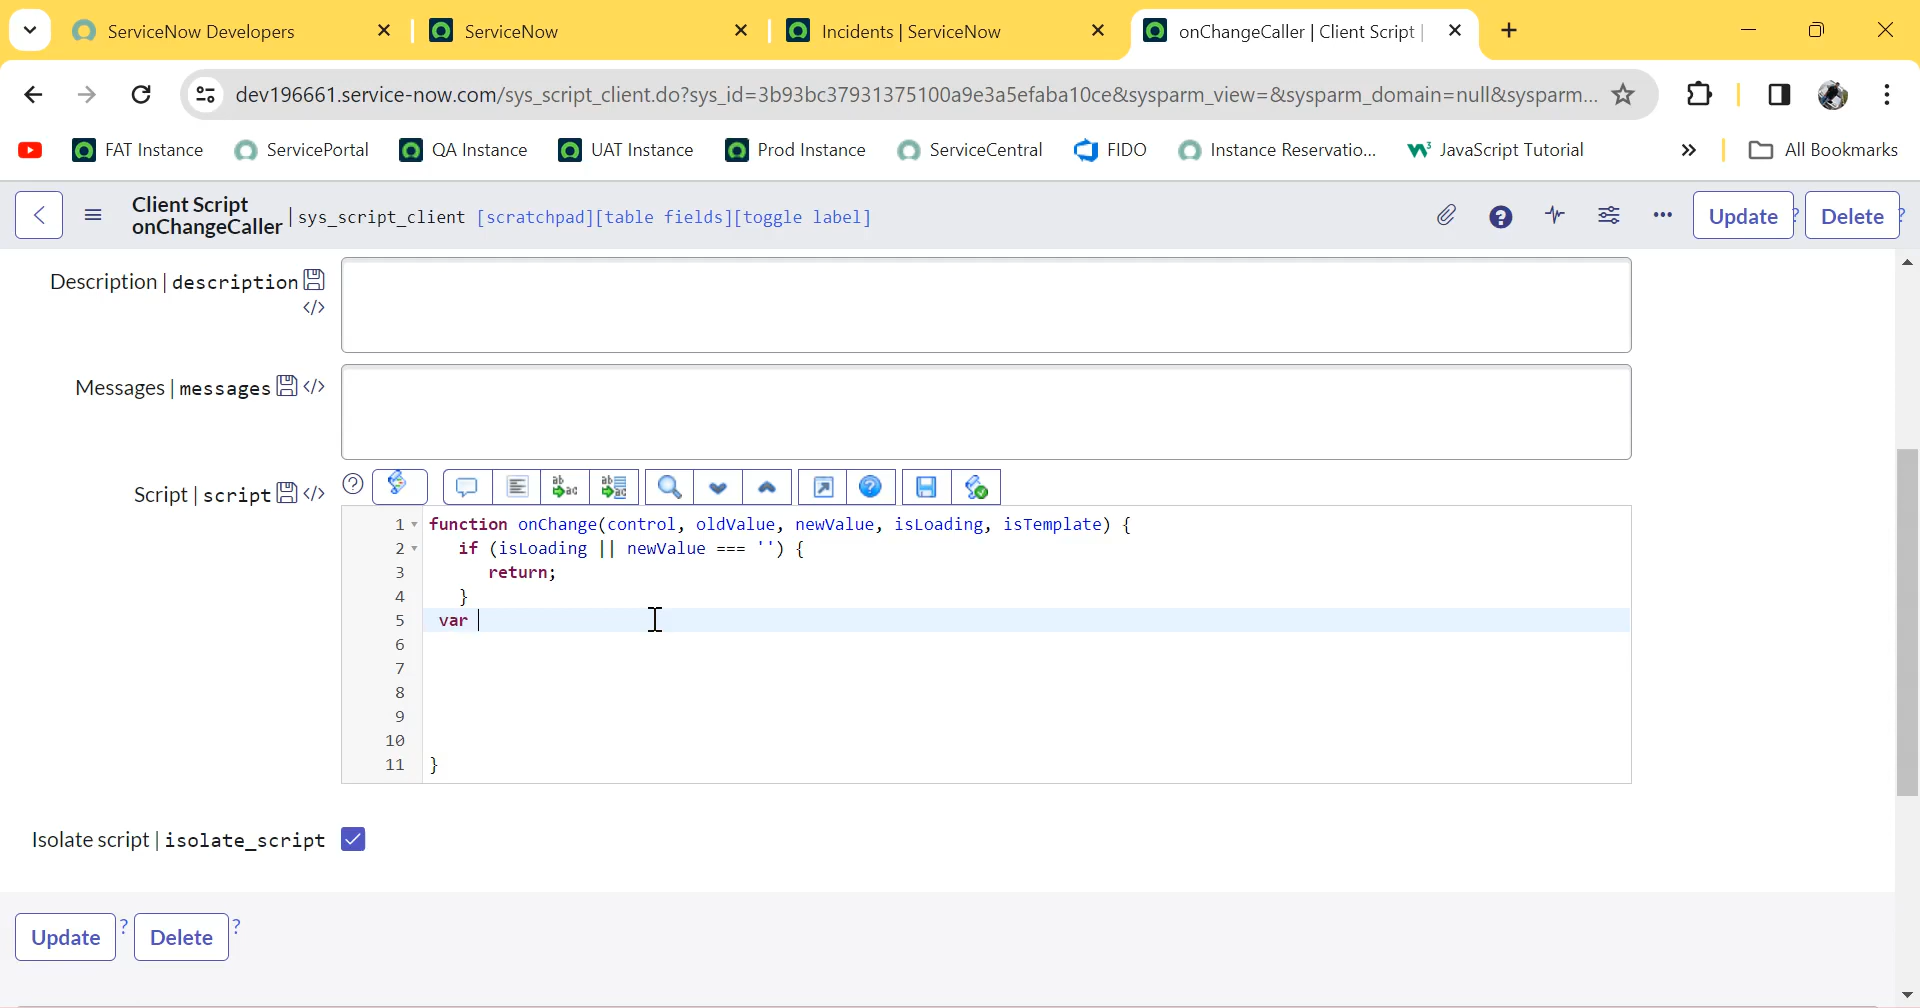 ServiceNow Developers
ServiceNow
Incidents | ServiceNow
onChangeCaller | Client Script |
dev196661.service-now.com/sys_script_client.do?sys_id=3b93bc37931375100a9e3a5efaba10ce&sysparm_view=&sysparm_domain=null&sysparm...
FAT Instance
ServicePortal
QA Instance
UAT Instance
Prod Instance
ServiceCentral
FIDO
Instance Reservatio...
JavaScript Tutorial
»
All Bookmarks
Client Script
onChangeCaller
| sys_script_client [scratchpad][table fields][toggle label]
Update ?
Delete ?
Description | description
</>
Messages | messages </>
Script | script </>
1 function onChange(control, oldValue, newValue, isLoading, isTemplate) {
2 if (isLoading || newValue === '') {
3 return;
4 }
5 var
6
7
8
9
10
11 }
Isolate script | isolate_script
Update ? Delete ?